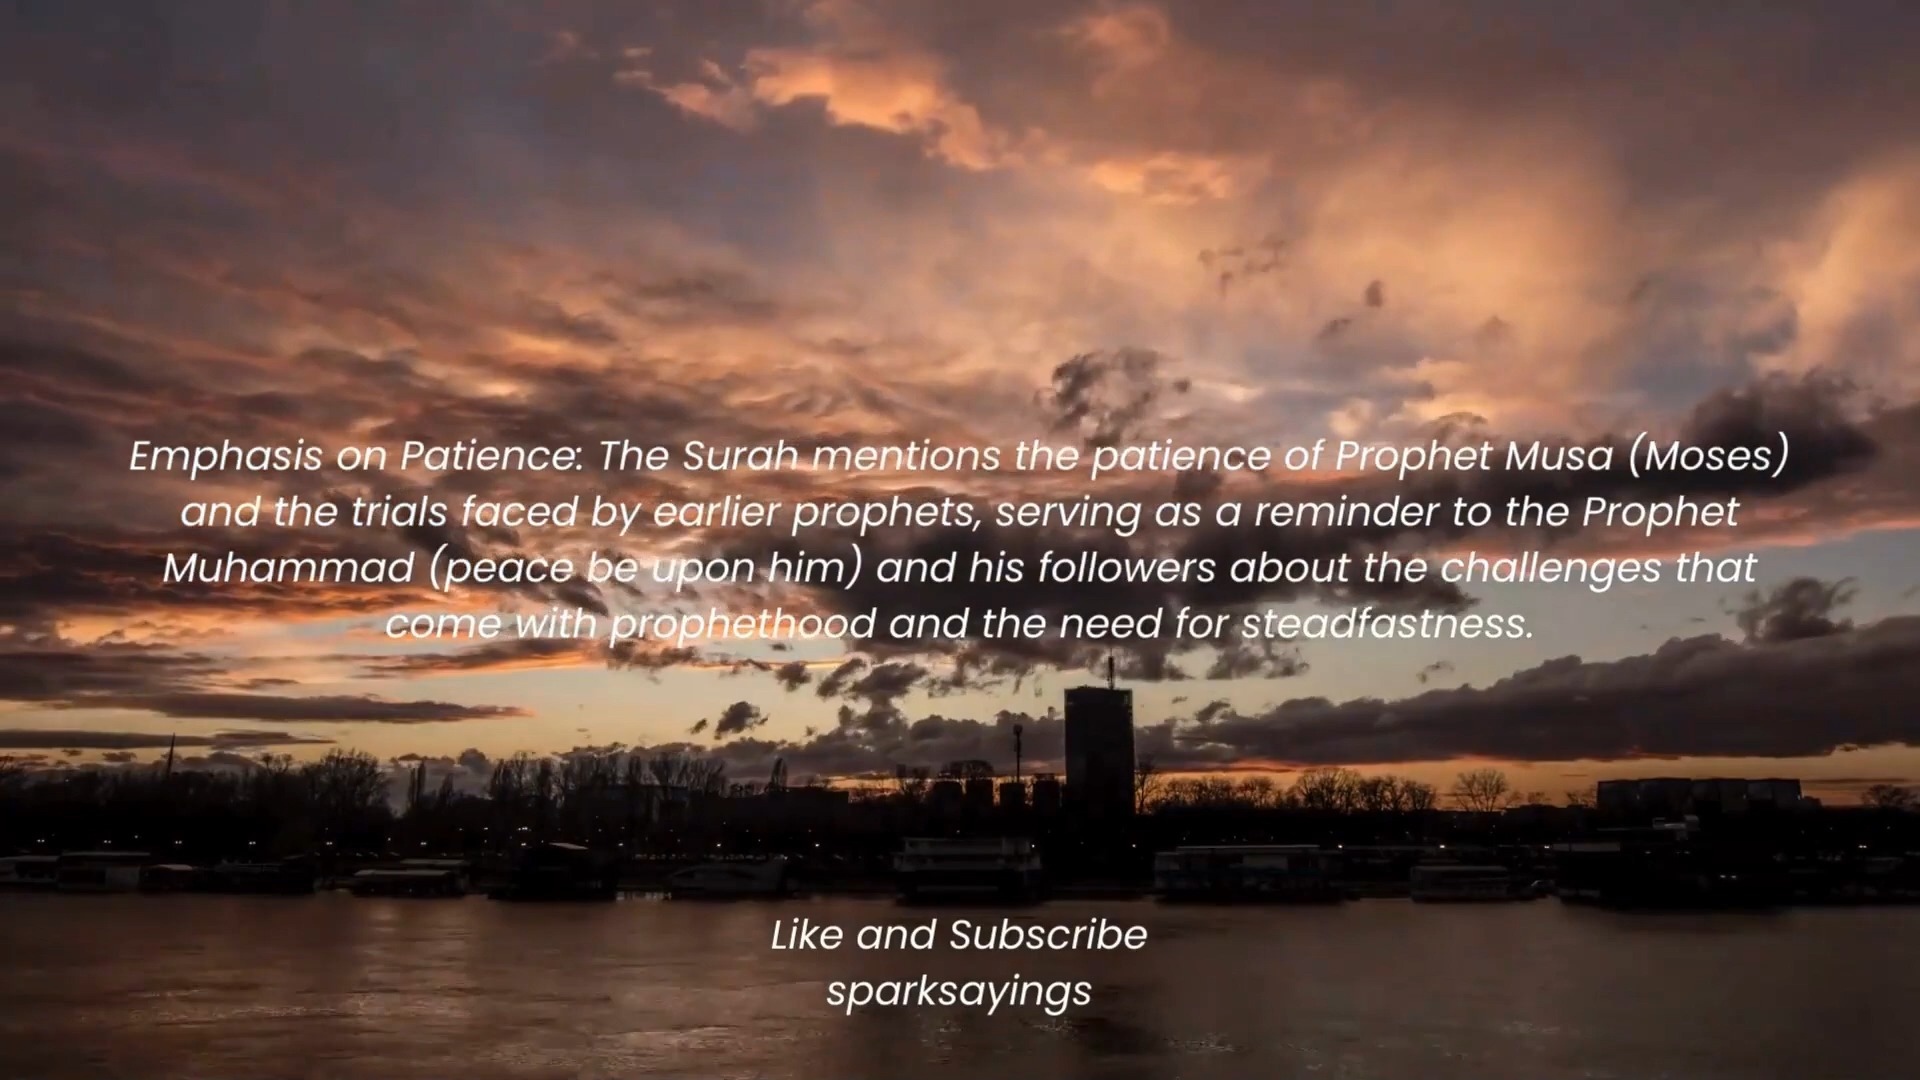 Emphasis on Patience: The Surah mentions the patience of Prophet Musa (Moses)
and the trials faced by earlier prophets, serving as a reminder to the Prophet
Muhammad (peace be upon him) and his followers about the challenges that
come with prophethood and the need for steadfastness.
Like and Subscribe
sparksayings